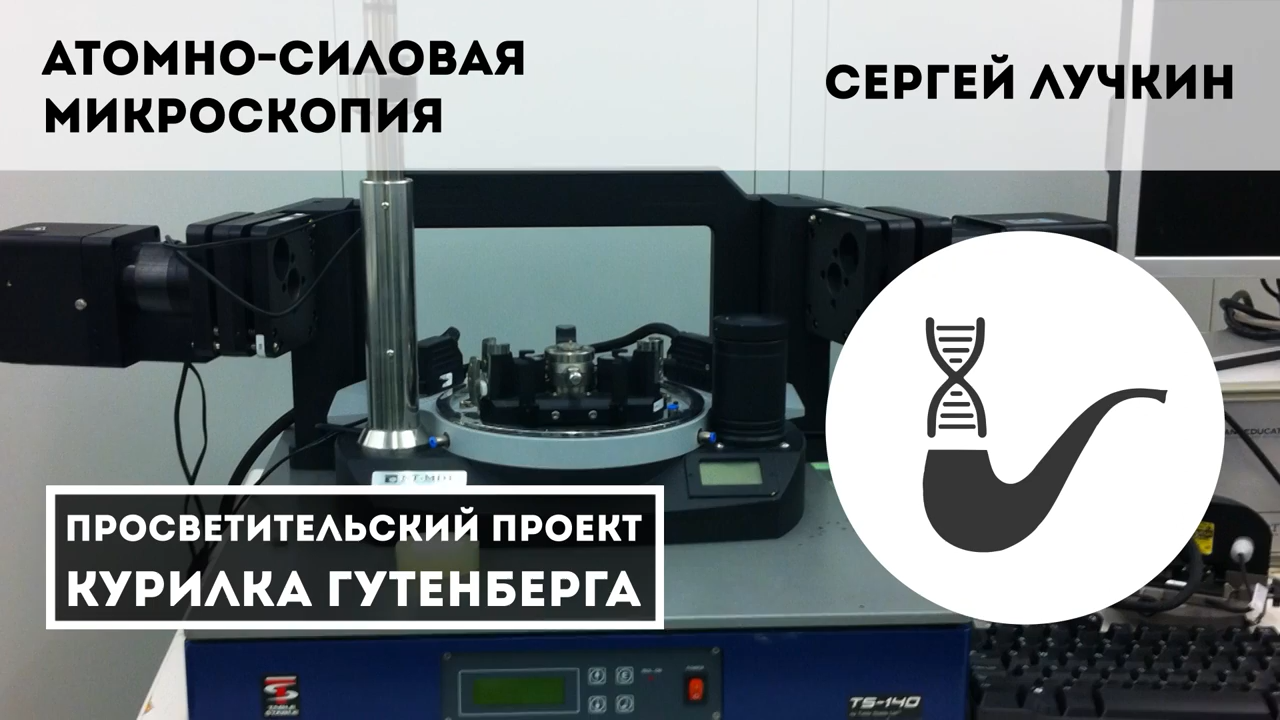 АТОМНО-СИЛОВАЯ
МИКРОСКОПИЯ
СЕРГЕЙ ЛУЧКИН
ПРОСВЕТИТЕЛЬСКИЙ ПРОЕКТ
КУРИЛКА ГУТЕНБЕРГА
TS-140